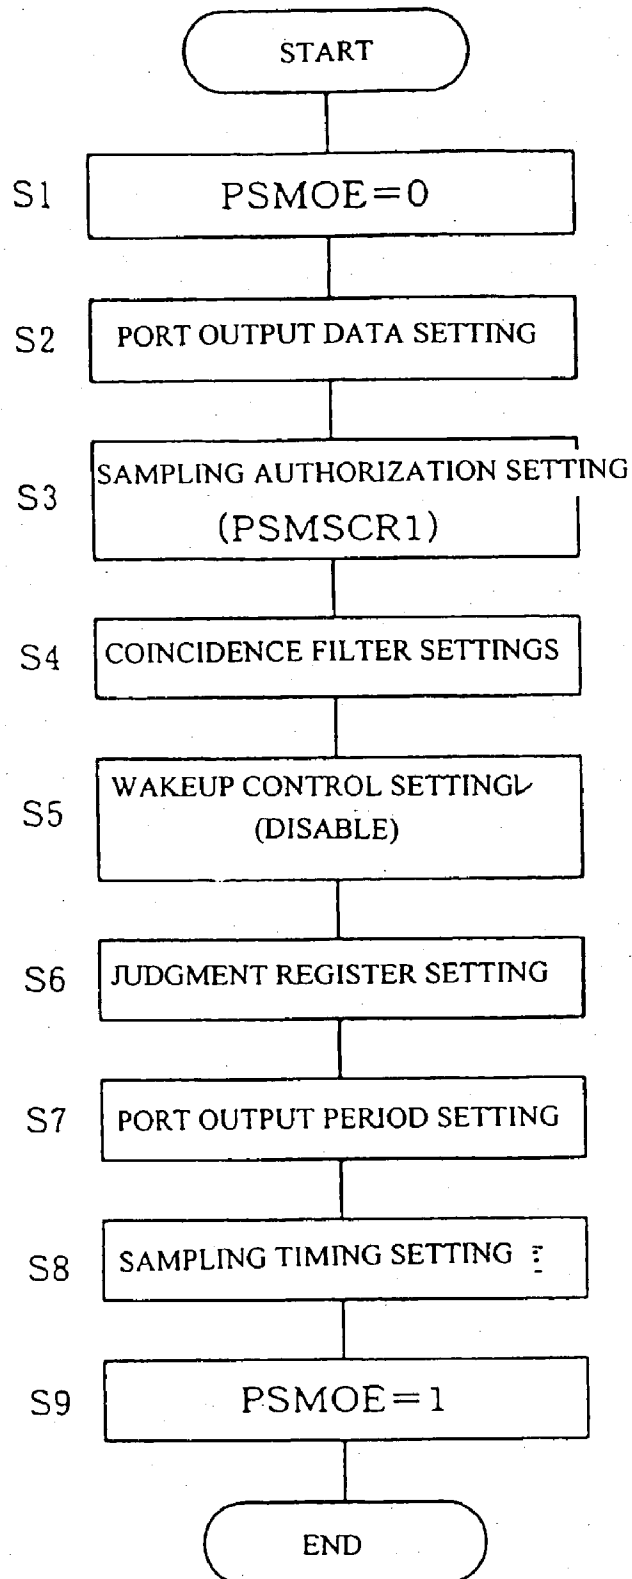 START
S1 PSMOE=0
S2 PORT OUTPUT DATA SETTING
S3 SAMPLING AUTHORIZATION SETTING
(PSMSCR1)
S4 COINCIDENCE FILTER SETTINGS
S5 WAKEUP CONTROL SETTING
(DISABLE)
S6 JUDGMENT REGISTER SETTING
S7 PORT OUTPUT PERIOD SETTING
S8 SAMPLING TIMING SETTING
S9 PSMOE=1
END